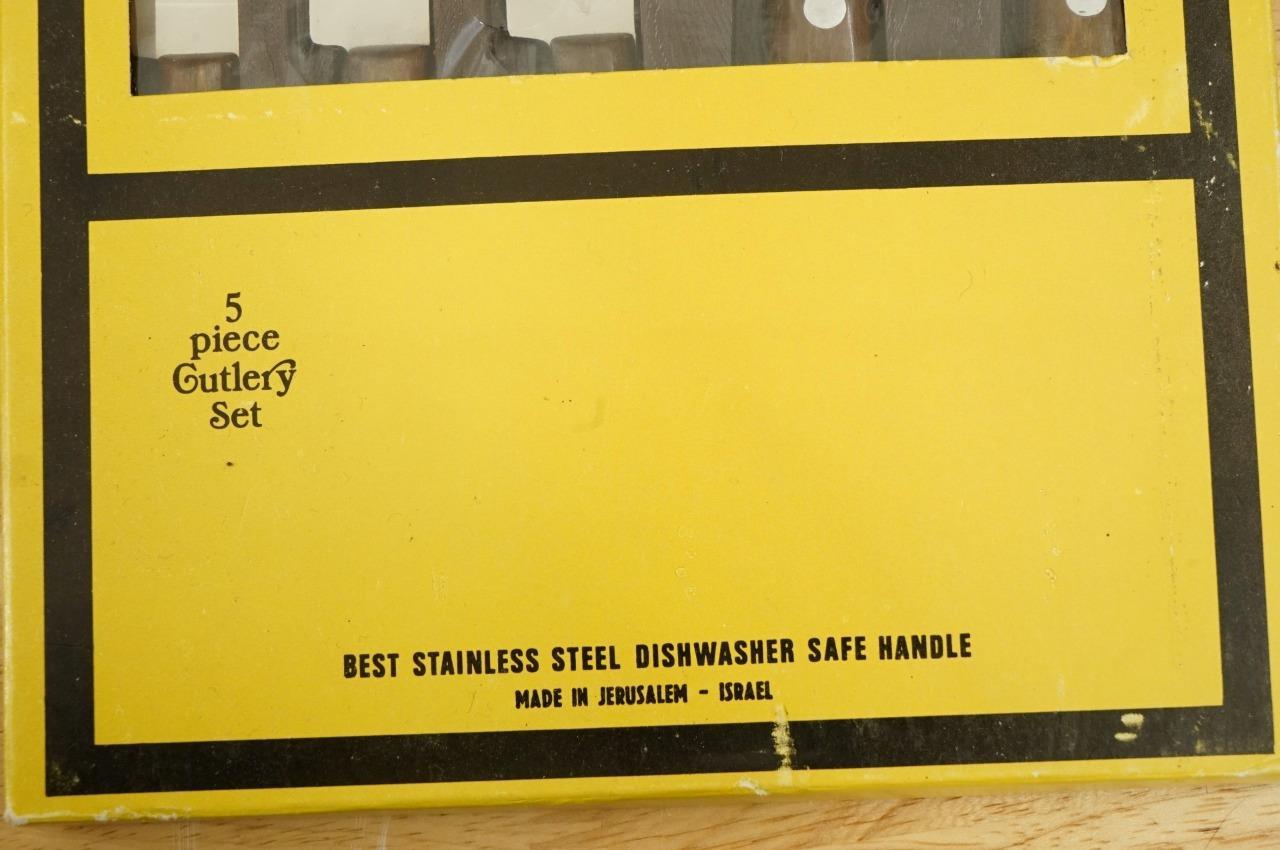 5
piece
Cutlery
Set
BEST STAINLESS STEEL DISHWASHER SAFE HANDLE
MADE IN JERUSALEM - ISRAEL